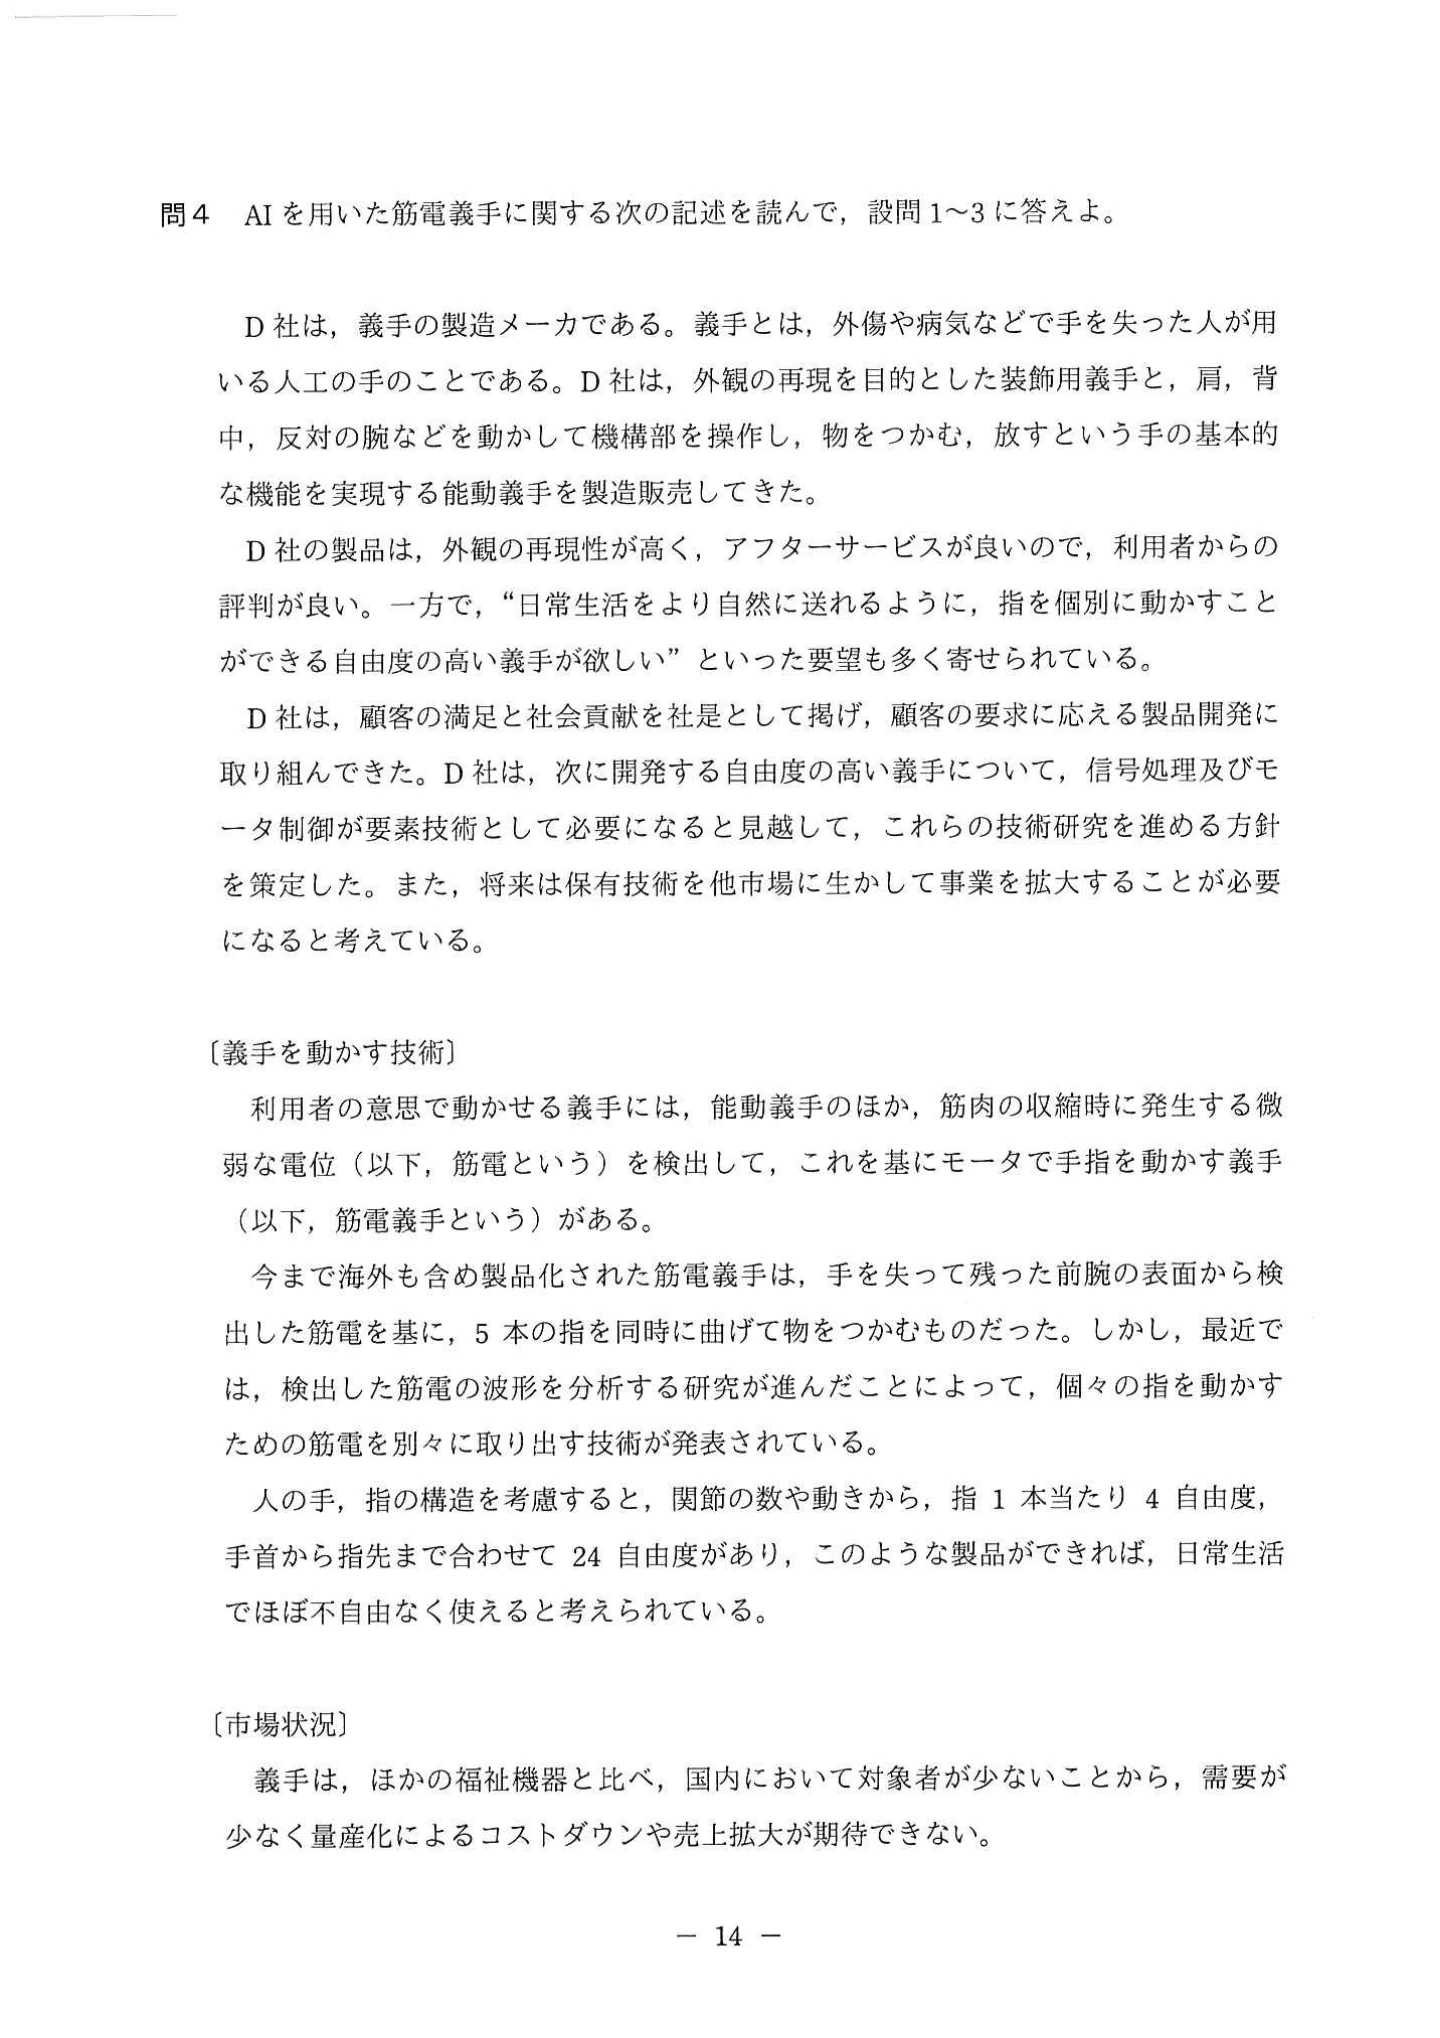 問４　AI を用いた筋電義手に関する次の記述を読んで，設問 1～3 に答えよ。
D 社は，義手の製造メーカである。義手とは，外傷や病気などで手を失った人が用
いる人工の手のことである。D 社は，外観の再現を目的とした装飾用義手と，肩，背
中，反対の腕などを動かして機構部を操作し，物をつかむ，放すという手の基本的
な機能を実現する能動義手を製造販売してきた。
D 社の製品は，外観の再現性が高く，アフターサービスが良いので，利用者からの
評判が良い。一方で，“日常生活をより自然に送れるように，指を個別に動かすこと
ができる自由度の高い義手が欲しい”といった要望も多く寄せられている。
D 社は，顧客の満足と社会貢献を社是として掲げ，顧客の要求に応える製品開発に
取り組んできた。D 社は，次に開発する自由度の高い義手について，信号処理及びモ
ータ制御が要素技術として必要になると見越して，これらの技術研究を進める方針
を策定した。また，将来は保有技術を他市場に生かして事業を拡大することが必要
になると考えている。
〔義手を動かす技術〕
利用者の意思で動かせる義手には，能動義手のほか，筋肉の収縮時に発生する微
弱な電位（以下，筋電という）を検出して，これを基にモータで手指を動かす義手
（以下，筋電義手という）がある。
今まで海外も含め製品化された筋電義手は，手を失って残った前腕の表面から検
出した筋電を基に，5 本の指を同時に曲げて物をつかむものだった。しかし，最近で
は，検出した筋電の波形を分析する研究が進んだことによって，個々の指を動かす
ための筋電を別々に取り出す技術が発表されている。
人の手，指の構造を考慮すると，関節の数や動きから，指 1 本当たり 4 自由度，
手首から指先まで合わせて 24 自由度があり，このような製品ができれば，日常生活
でほぼ不自由なく使えると考えられている。
〔市場状況〕
義手は，ほかの福祉機器と比べ，国内において対象者が少ないことから，需要が
少なく量産化によるコストダウンや売上拡大が期待できない。
－ 14 －